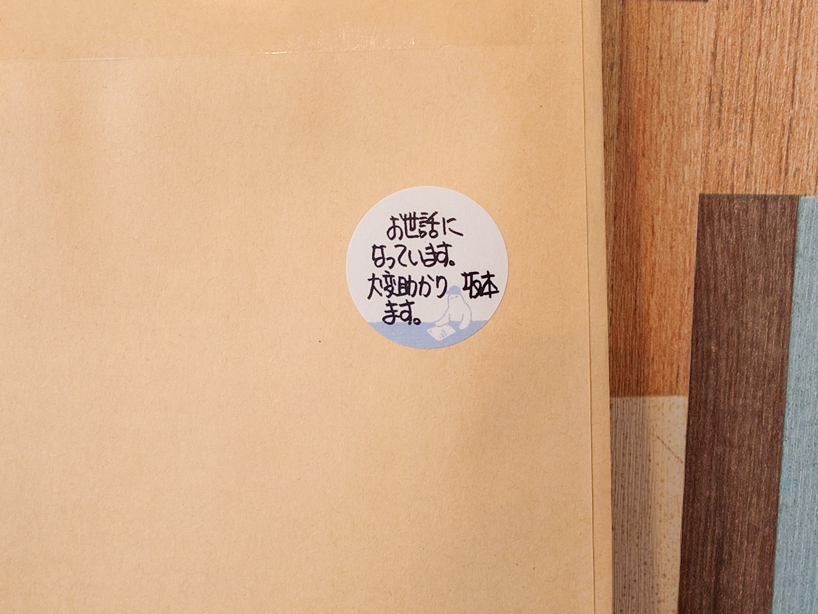 お世話に
なっています。
大変助かり
ます。
坂本